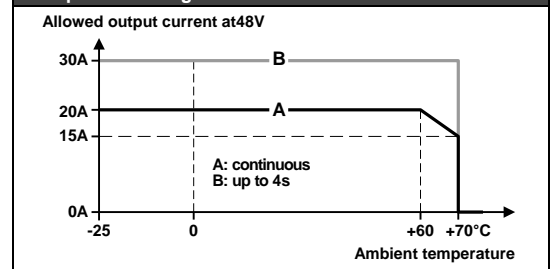 Allowed output current at48V
30A
B
20A
A
15A
A: continuous
B: up to 4s
0A
-25 0 +60 +70°C
Ambient temperature